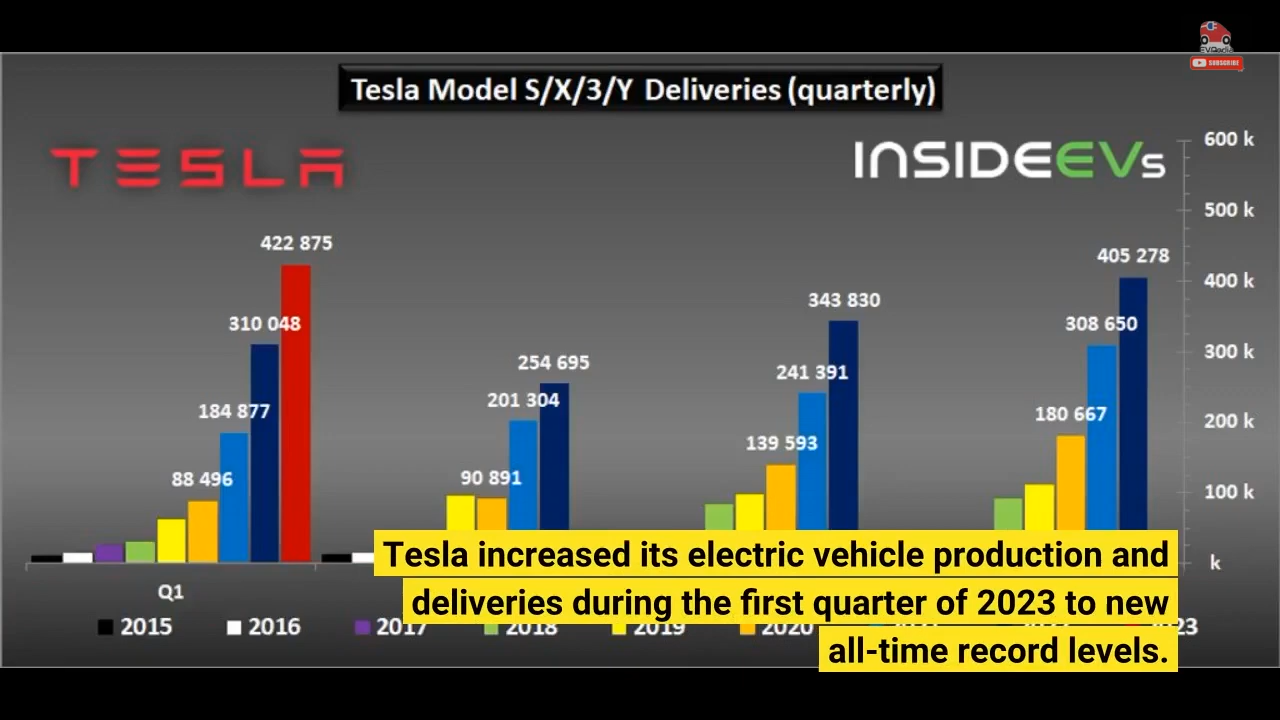 EVQedia
SUBSCRIBE
Tesla Model S/X/3/Y Deliveries (quarterly)
TESLA
INSIDEEVs
600 k
500 k
400 k
300 k
200 k
100 k
k
422 875
310 048
184 877
88 496
254 695
201 304
90 891
343 830
241 391
139 593
405 278
308 650
180 667
Q1
Tesla increased its electric vehicle production and
deliveries during the first quarter of 2023 to new
all-time record levels.
2015 2016 2017 2018 2019 2020 23